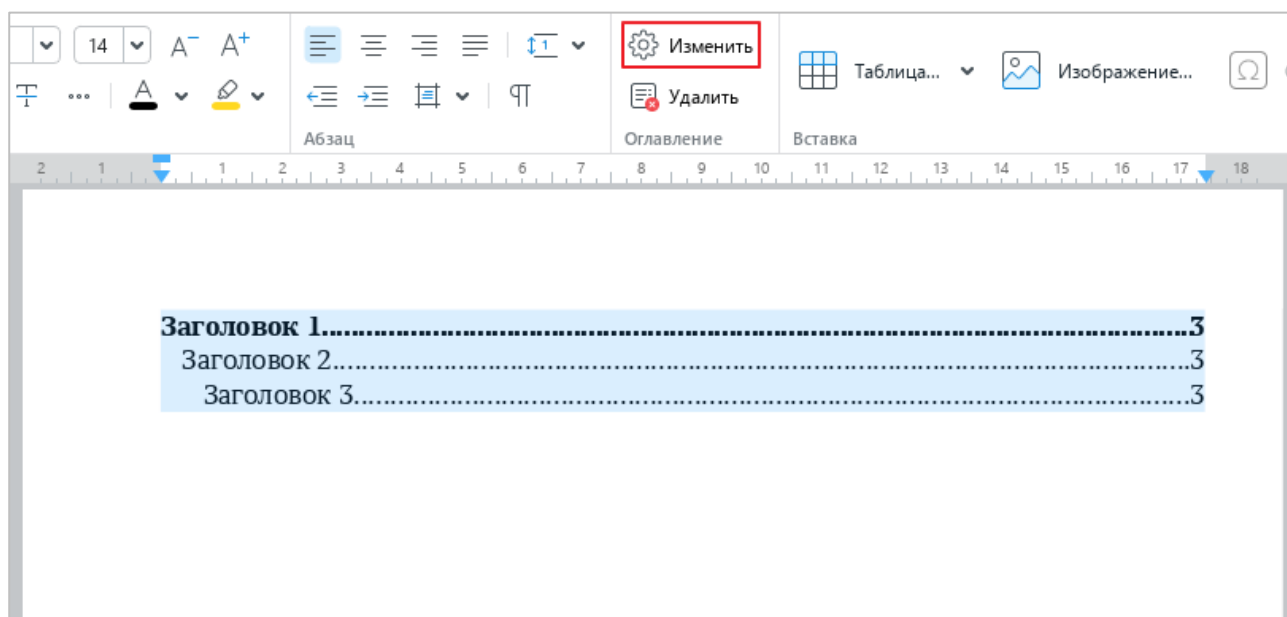 14 A⁻ A⁺ 1 Изменить
Таблица... Изображение... Ω
Т ... A ¶ Удалить
Абзац Оглавление Вставка
2 1 1 2 3 4 5 6 7 8 9 10 11 12 13 14 15 16 17 18
Заголовок 1.......................................................................................................3
Заголовок 2.......................................................................................................3
Заголовок 3.......................................................................................................3